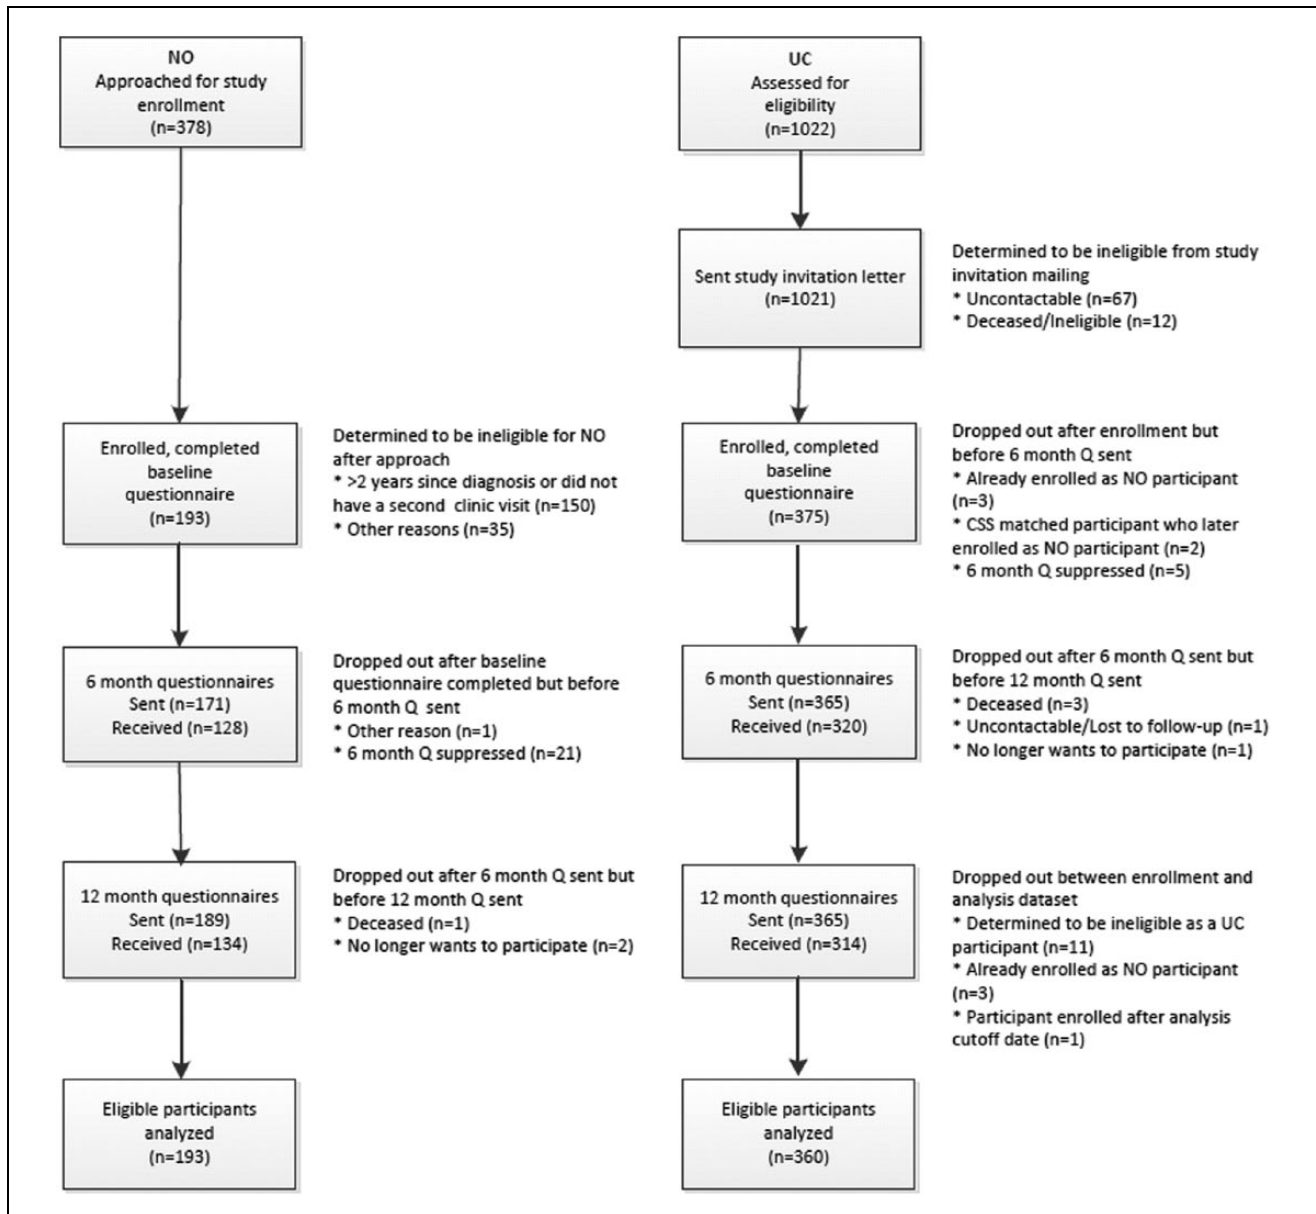 NO
Approached for study
enrollment
(n=378)
UC
Assessed for
eligibility
(n=1022)
Sent study invitation letter
(n=1021)
Determined to be ineligible from study
invitation mailing
* Uncontactable (n=67)
* Deceased/Ineligible (n=12)
Enrolled, completed
baseline
questionnaire
(n=193)
Determined to be ineligible for NO
after approach
* >2 years since diagnosis or did not
have a second clinic visit (n=150)
* Other reasons (n=35)
Enrolled, completed
baseline
questionnaire
(n=375)
Dropped out after enrollment but
before 6 month Q sent
* Already enrolled as NO participant
(n=3)
* CSS matched participant who later
enrolled as NO participant (n=2)
* 6 month Q suppressed (n=5)
6 month questionnaires
Sent (n=171)
Received (n=128)
Dropped out after baseline
questionnaire completed but before
6 month Q sent
* Other reason (n=1)
* 6 month Q suppressed (n=21)
6 month questionnaires
Sent (n=365)
Received (n=320)
Dropped out after 6 month Q sent but
before 12 month Q sent
* Deceased (n=3)
* Uncontactable/Lost to follow-up (n=1)
* No longer wants to participate (n=1)
12 month questionnaires
Sent (n=189)
Received (n=134)
Dropped out after 6 month Q sent but
before 12 month Q sent
* Deceased (n=1)
* No longer wants to participate (n=2)
12 month questionnaires
Sent (n=365)
Received (n=314)
Dropped out between enrollment and
analysis dataset
* Determined to be ineligible as a UC
participant (n=11)
* Already enrolled as NO participant
(n=3)
* Participant enrolled after analysis
cutoff date (n=1)
Eligible participants
analyzed
(n=193)
Eligible participants
analyzed
(n=360)